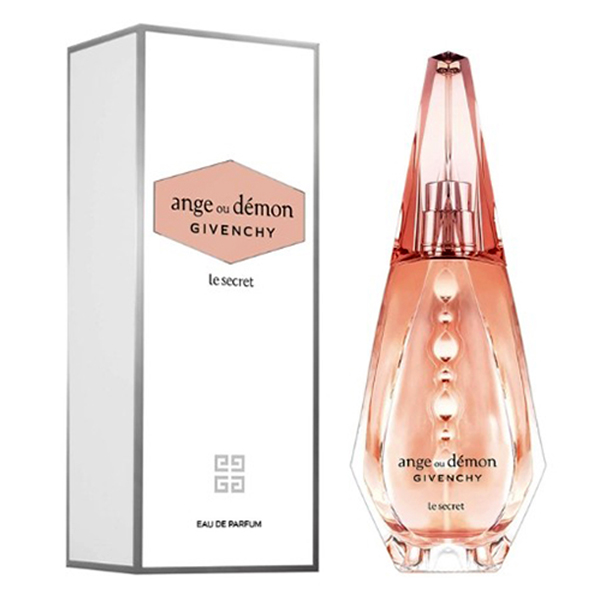 ange ou démon
GIVENCHY
le secret
EAU DE PARFUM
ange ou démon
GIVENCHY
le secret